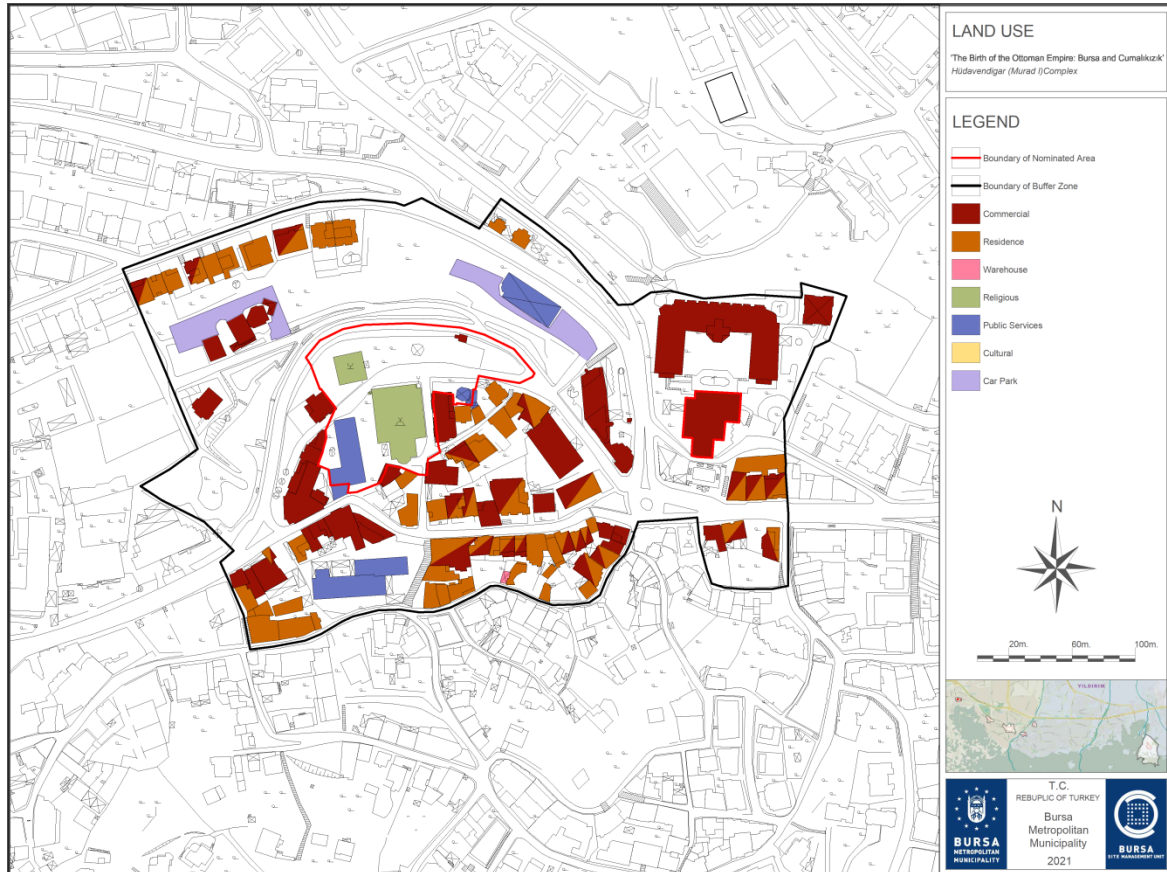 LAND USE
'The Birth of the Ottoman Empire: Bursa and Cumalıkızık'
Hüdavendigar (Murad I)Complex
LEGEND
Boundary of Nominated Area
Boundary of Buffer Zone
Commercial
Residence
Warehouse
Religious
Public Services
Cultural
Car Park
N
20m.
60m.
100m.
YILDIRIM
BURSA
METROPOLITAN
MUNICIPALITY
T.C.
REBUPLIC OF TURKEY
Bursa
Metropolitan
Municipality
2021
BURSA
SITE MANAGEMENT UNIT